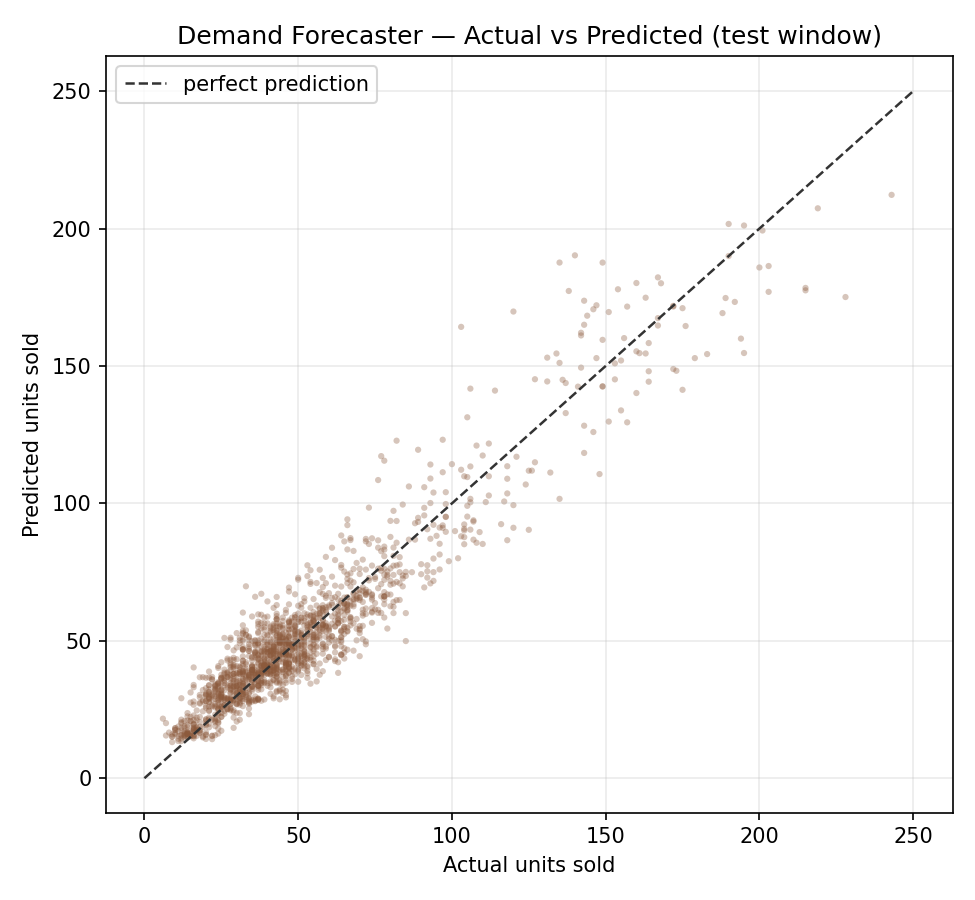 Demand Forecaster — Actual vs Predicted (test window)
perfect prediction
250
200
150
100
50
0
Predicted units sold
0 50 100 150 200 250
Actual units sold